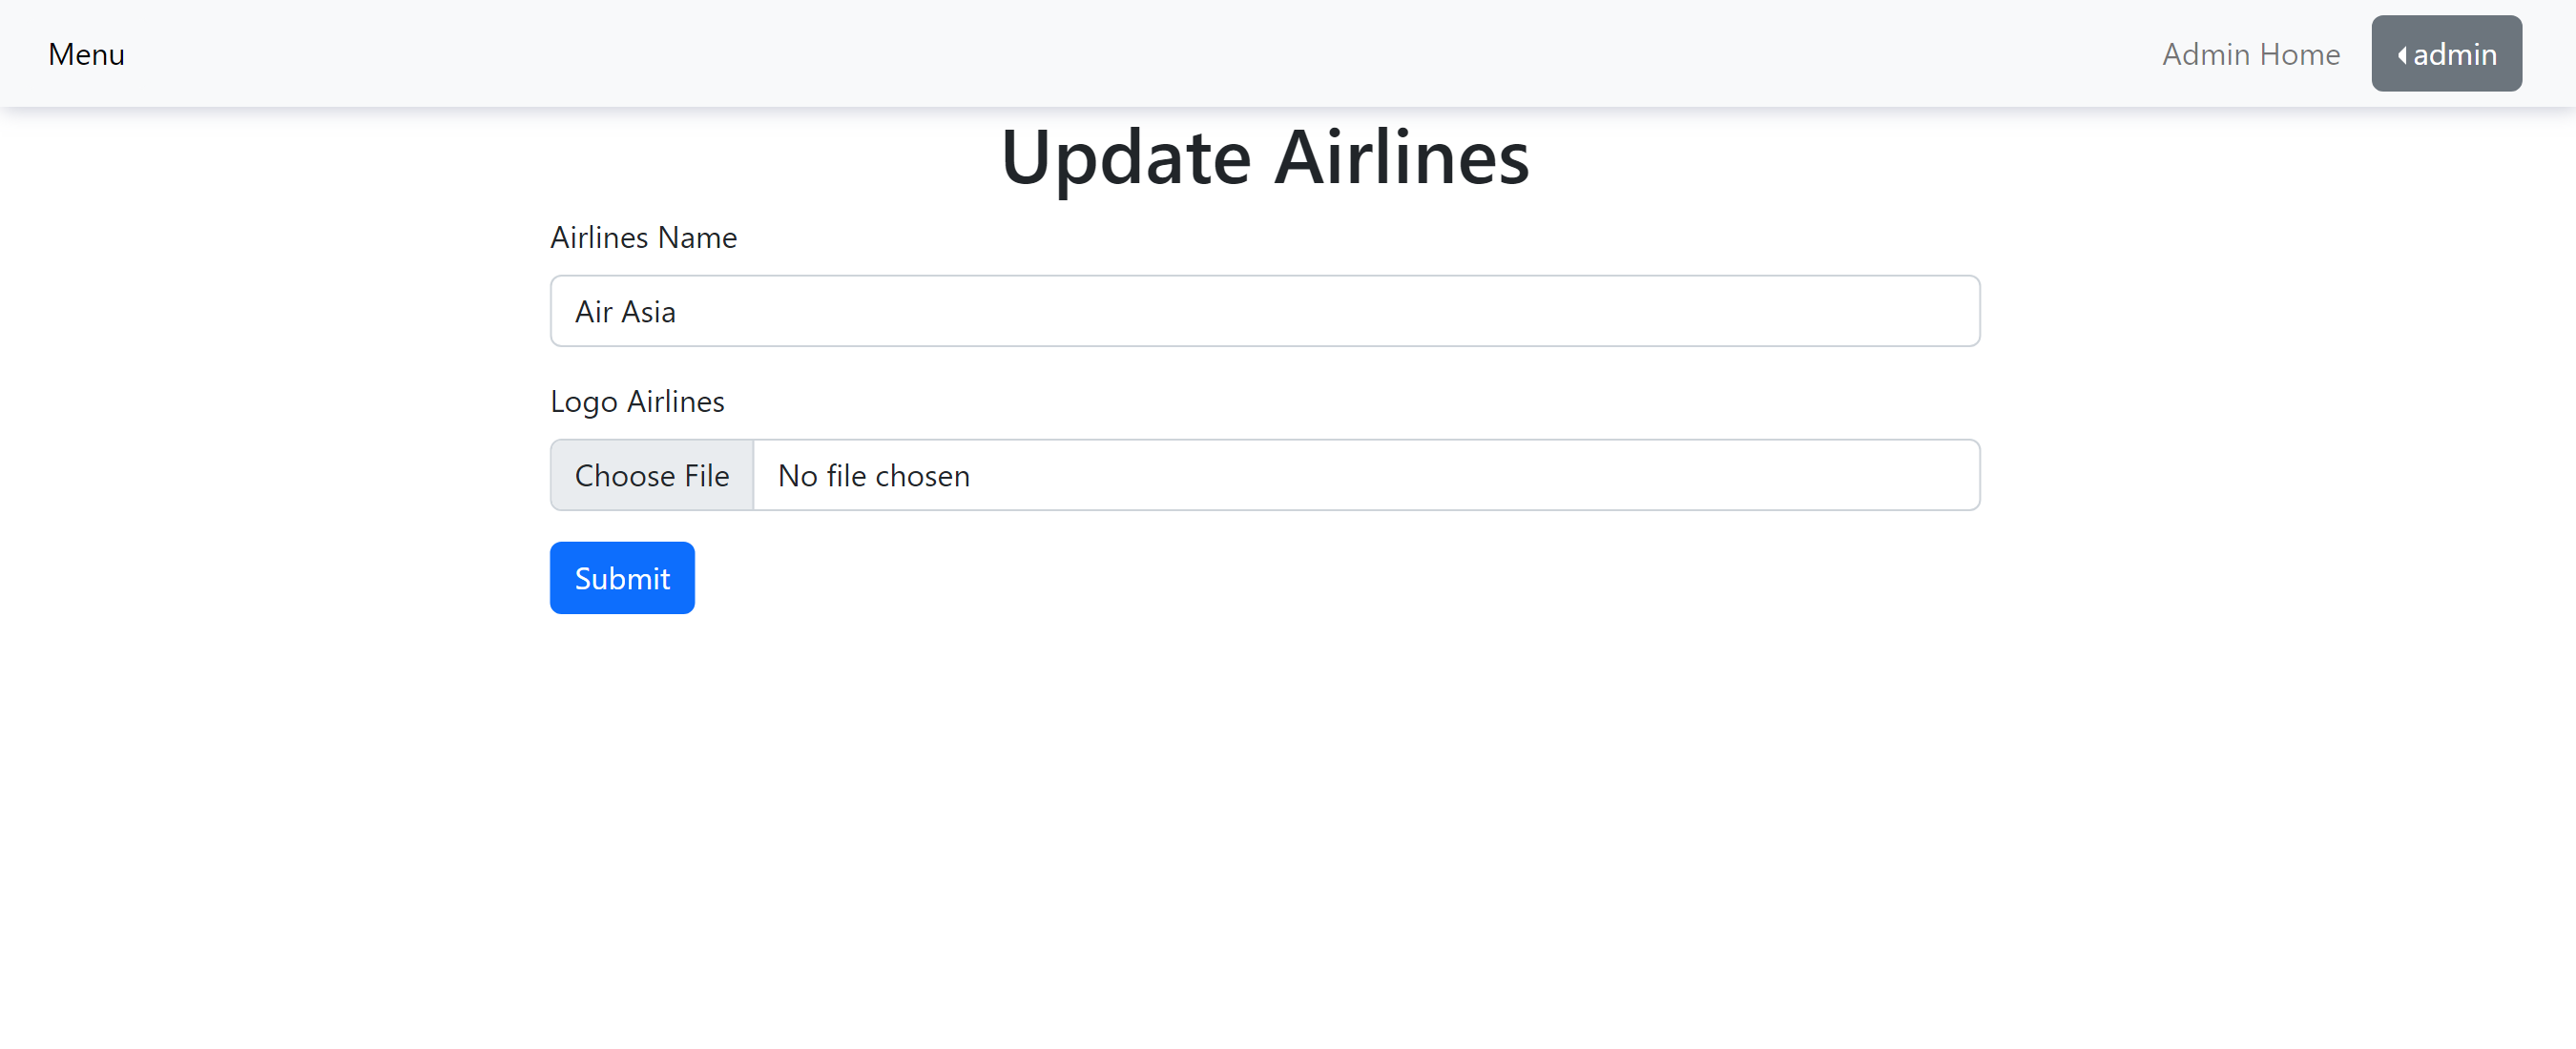 Menu
Admin Home
admin
Update Airlines
Airlines Name
Air Asia
Logo Airlines
Choose File No file chosen
Submit